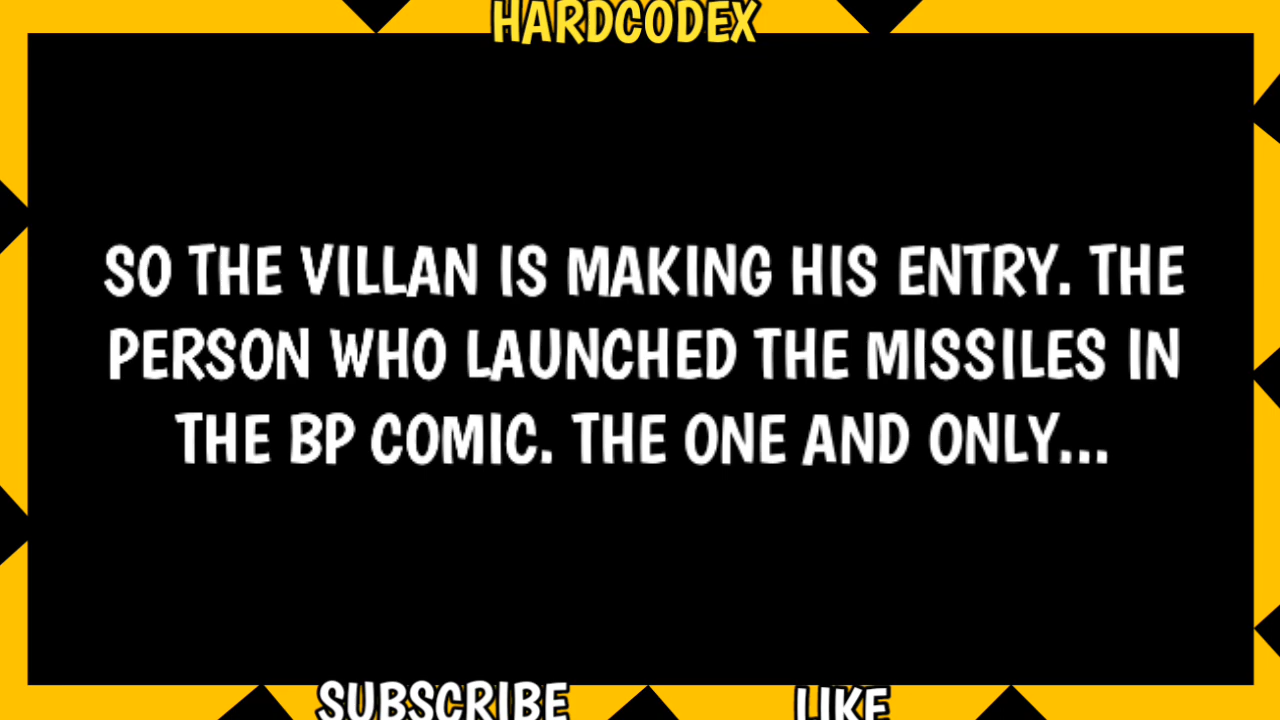 HARDCODEX
SO THE VILLAN IS MAKING HIS ENTRY. THE
PERSON WHO LAUNCHED THE MISSILES IN
THE BP COMIC. THE ONE AND ONLY...
SUBSCRIBE
LIKE